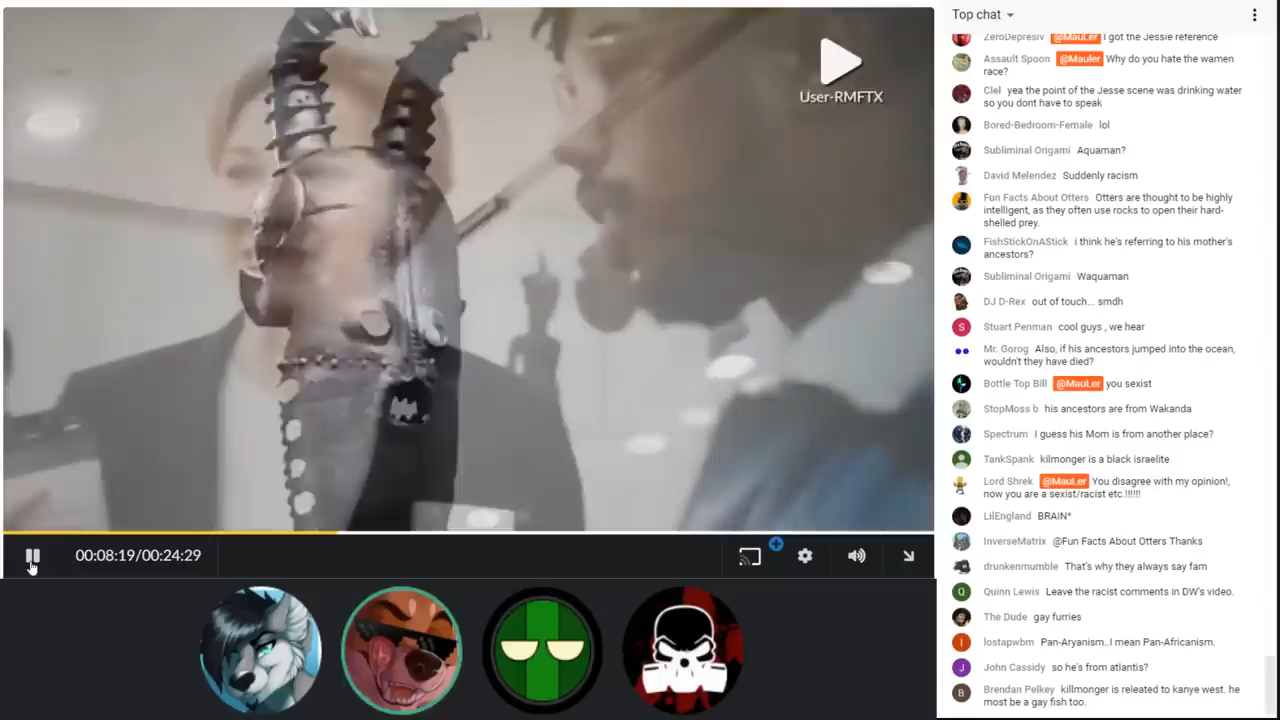 User-RMFTX
00:08:19/00:24:29
Top chat
ZeroDepresiv @MauLer I got the Jessie reference
Assault Spoon @Mauler Why do you hate the wamen
race?
Clel yea the point of the Jesse scene was drinking water
so you dont have to speak
Bored-Bedroom-Female lol
Subliminal Origami Aquaman?
David Melendez Suddenly racism
Fun Facts About Otters Otters are thought to be highly
intelligent, as they often use rocks to open their hard-
shelled prey.
FishStickOnAStick i think he's referring to his mother's
ancestors?
Subliminal Origami Waquaman
DJ D-Rex out of touch... smdh
S
Stuart Penman cool guys , we hear
Mr. Gorog Also, if his ancestors jumped into the ocean,
wouldn't they have died?
Bottle Top Bill @MauLer you sexist
StopMoss b his ancestors are from Wakanda
Spectrum I guess his Mom is from another place?
TankSpank kilmonger is a black israelite
Lord Shrek @MauLer You disagree with my opinion!,
now you are a sexist/racist etc.!!!!!!
LilEngland BRAIN*
InverseMatrix @Fun Facts About Otters Thanks
drunkenmumble That's why they always say fam
Q
Quinn Lewis Leave the racist comments in DW's video.
The Dude gay furries
I
lostapwbm Pan-Aryanism..I mean Pan-Africanism.
J
John Cassidy so he's from atlantis?
B
Brendan Pelkey killmonger is releated to kanye west. he
most be a gay fish too.